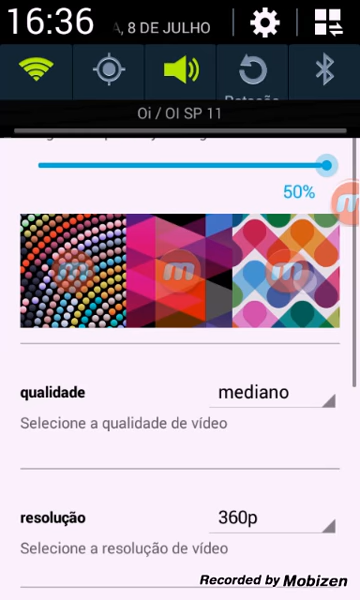 16:36
A, 8 DE JULHO
Oi / OI SP 11
50%
m m m
qualidade
mediano
Selecione a qualidade de vídeo
resolução
360p
Selecione a resolução de vídeo
Recorded by Mobizen